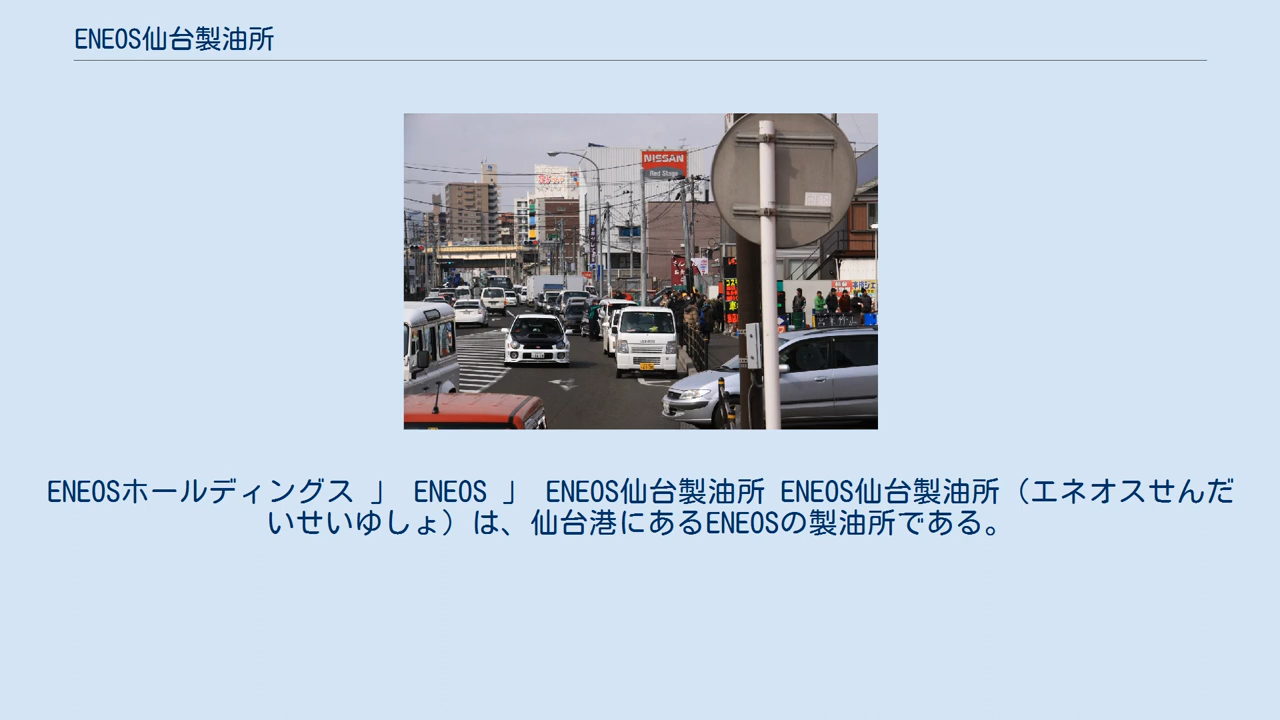 ENEOS仙台製油所
NISSAN
Red Stage
ENEOSホールディングス 」 ENEOS 」 ENEOS仙台製油所 ENEOS仙台製油所（エネオスせんだ
いせいゆしょ）は、仙台港にあるENEOSの製油所である。